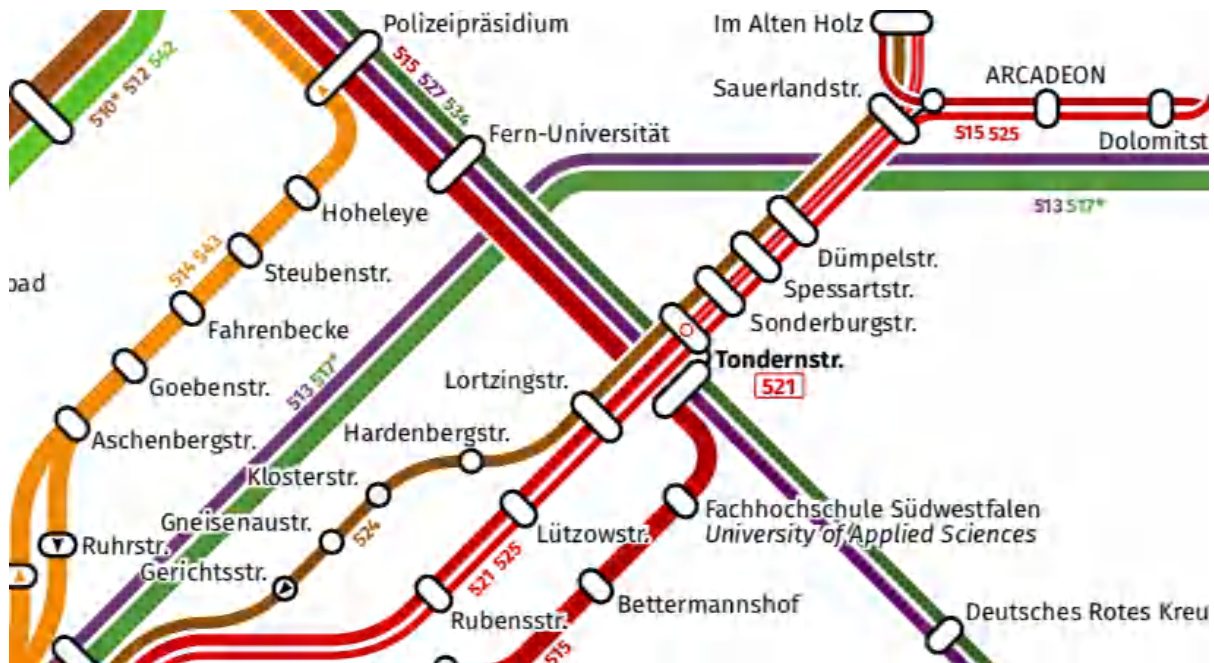 Polizeipräsidium
Im Alten Holz
515 527 534
510* 512 542
Sauerlandstr.
ARCADEON
515 525
Dolomitst
Fern-Universität
513 517*
Hoheleye
514 543
Steubenstr.
Dümpelstr.
Spessartstr.
bad
Fahrenbecke
Sonderburgstr.
Tondernstr.
521
Goebenstr.
513 517*
Lortzingstr.
Aschenbergstr.
Hardenbergstr.
Klosterstr.
Gneisenaustr.
524
Fachhochschule Südwestfalen
University of Applied Sciences
Lützowstr.
Ruhrstr.
Gerichtsstr.
521 525
Rubensstr.
Bettermannshof
Deutsches Rotes Kreu
515